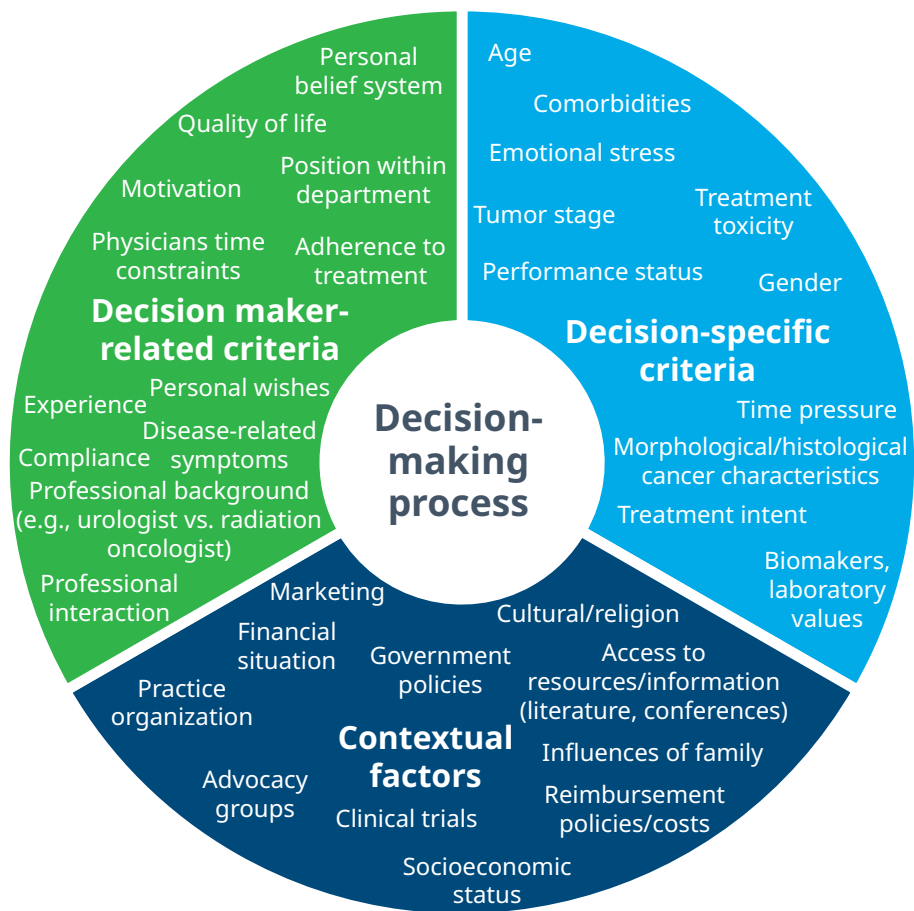 Personal
belief system
Quality of life
Position within
department
Motivation
Physicians time
constraints
Adherence to
treatment
Decision maker-
related criteria
Personal wishes
Experience
Disease-related
symptoms
Compliance
Professional background
(e.g., urologist vs. radiation
oncologist)
Professional
interaction
Age
Comorbidities
Emotional stress
Treatment
toxicity
Tumor stage
Performance status
Gender
Decision-specific
criteria
Time pressure
Morphological/histological
cancer characteristics
Treatment intent
Biomakers,
laboratory
values
Decision-
making
process
Marketing
Cultural/religion
Financial
situation
Government
policies
Access to
resources/information
(literature, conferences)
Practice
organization
Contextual
factors
Influences of family
Advocacy
groups
Clinical trials
Reimbursement
policies/costs
Socioeconomic
status